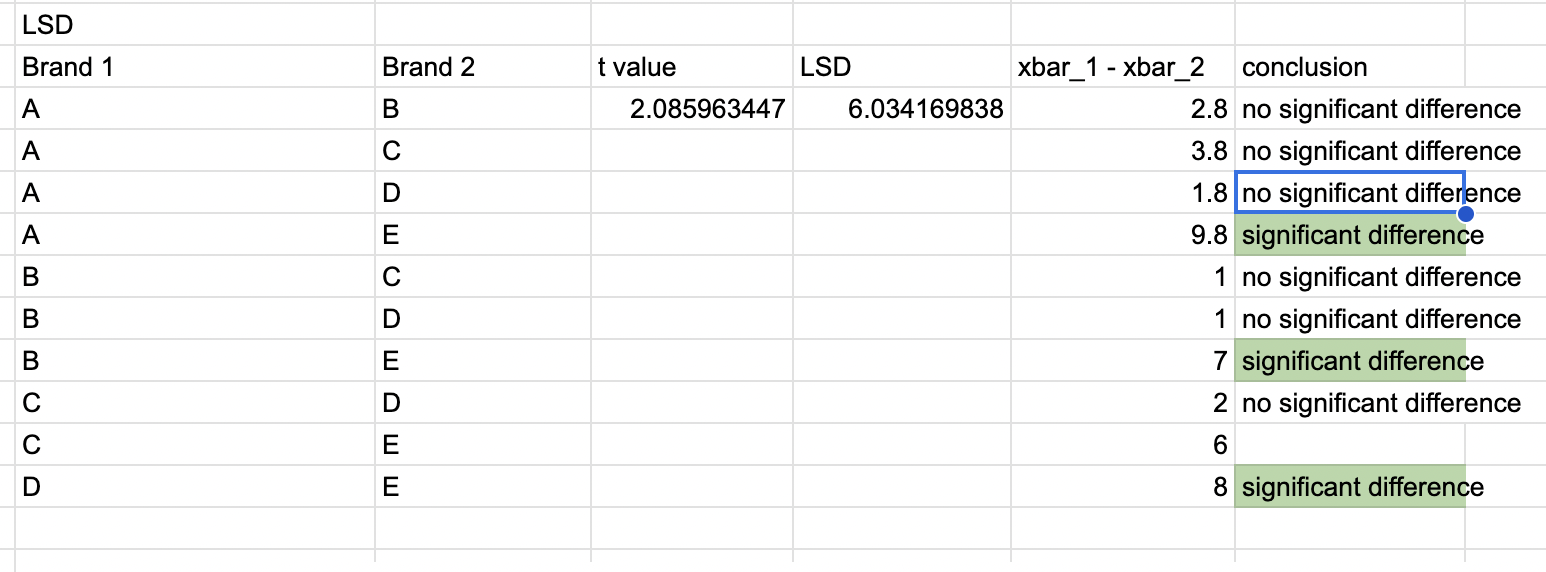 LSD
Brand 1 Brand 2 t value LSD xbar_1 - xbar_2 conclusion
A B 2.085963447 6.034169838 2.8 no significant difference
A C 3.8 no significant difference
A D 1.8 no significant difference
A E 9.8 significant difference
B C 1 no significant difference
B D 1 no significant difference
B E 7 significant difference
C D 2 no significant difference
C E 6
D E 8 significant difference